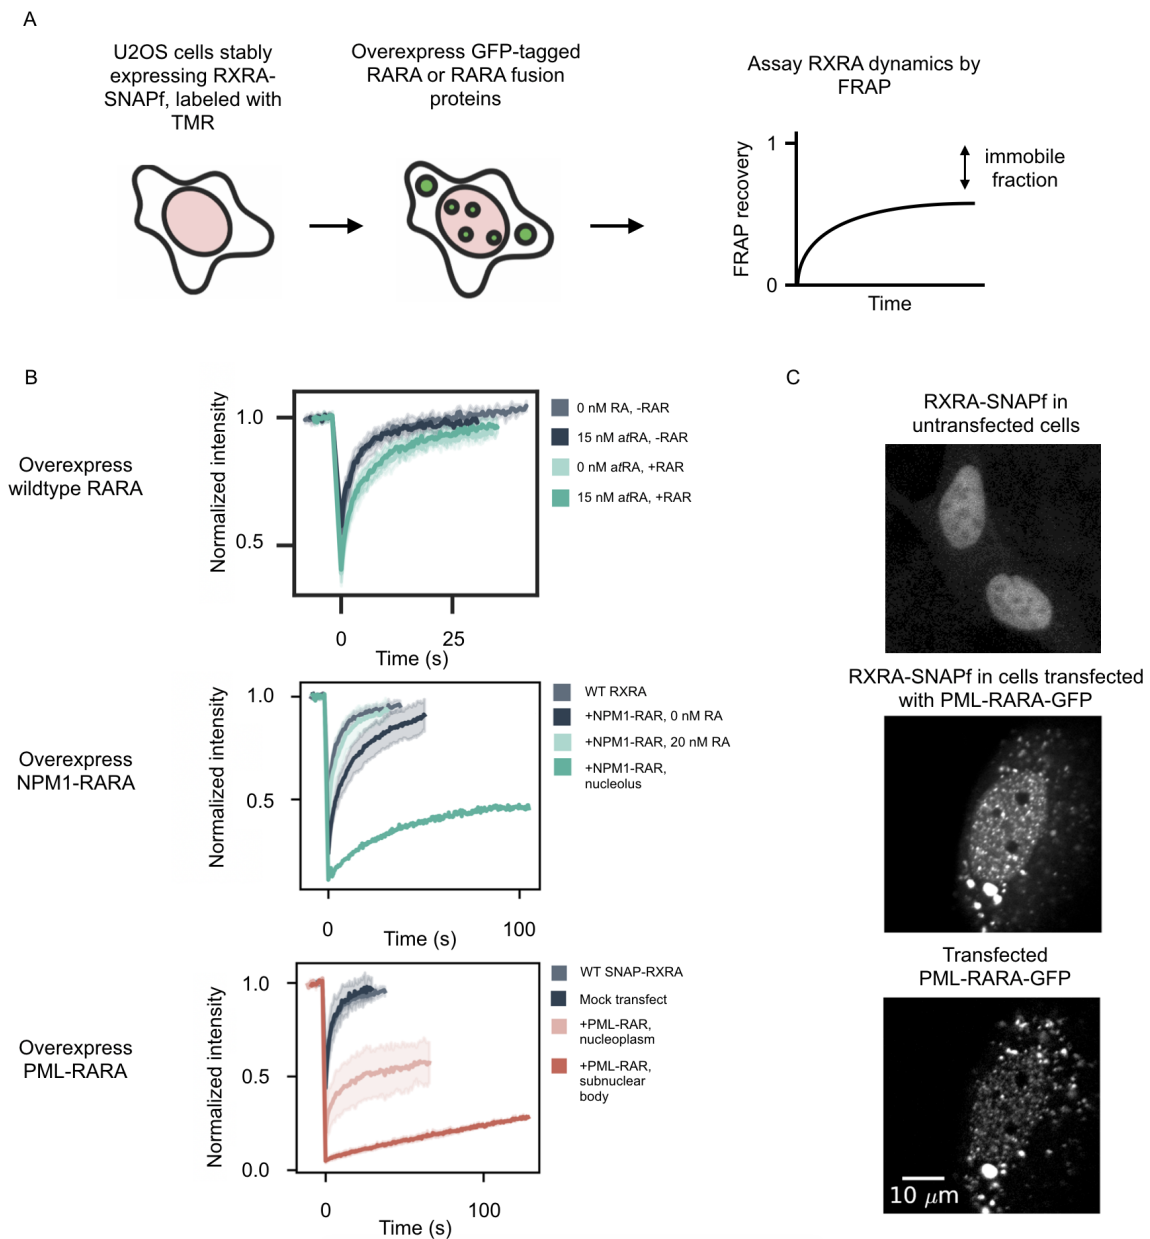 A
U2OS cells stably
expressing RXRA-
SNAPf, labeled with
TMR
Overexpress GFP-tagged
RARA or RARA fusion
proteins
Assay RXRA dynamics by
FRAP
FRAP recovery
1
0
immobile
fraction
Time
B
Overexpress
wildtype RARA
Normalized intensity
1.0
0.5
0
25
Time (s)
0 nM RA, -RAR
15 nM atRA, -RAR
0 nM atRA, +RAR
15 nM atRA, +RAR
Overexpress
NPM1-RARA
Normalized intensity
1.0
0.5
0
100
Time (s)
WT RXRA
+NPM1-RAR, 0 nM RA
+NPM1-RAR, 20 nM RA
+NPM1-RAR,
nucleolus
Overexpress
PML-RARA
Normalized intensity
1.0
0.5
0.0
0
100
Time (s)
WT SNAP-RXRA
Mock transfect
+PML-RAR,
nucleoplasm
+PML-RAR,
subnuclear
body
C
RXRA-SNAPf in
untransfected cells
RXRA-SNAPf in cells transfected
with PML-RARA-GFP
Transfected
PML-RARA-GFP
10 μm